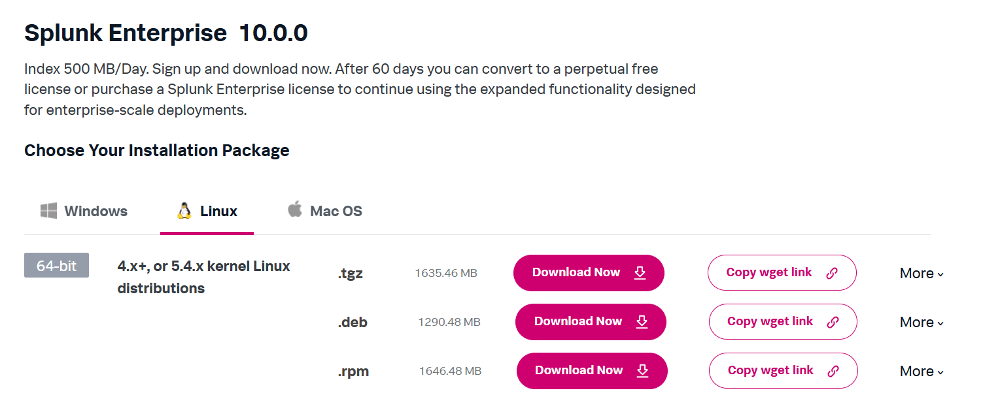 Splunk Enterprise 10.0.0
Index 500 MB/Day. Sign up and download now. After 60 days you can convert to a perpetual free
license or purchase a Splunk Enterprise license to continue using the expanded functionality designed
for enterprise-scale deployments.
Choose Your Installation Package
Windows Linux Mac OS
64-bit 4.x+, or 5.4.x kernel Linux distributions .tgz 1635.46 MB Download Now Copy wget link More
.deb 1290.48 MB Download Now Copy wget link More
.rpm 1646.48 MB Download Now Copy wget link More